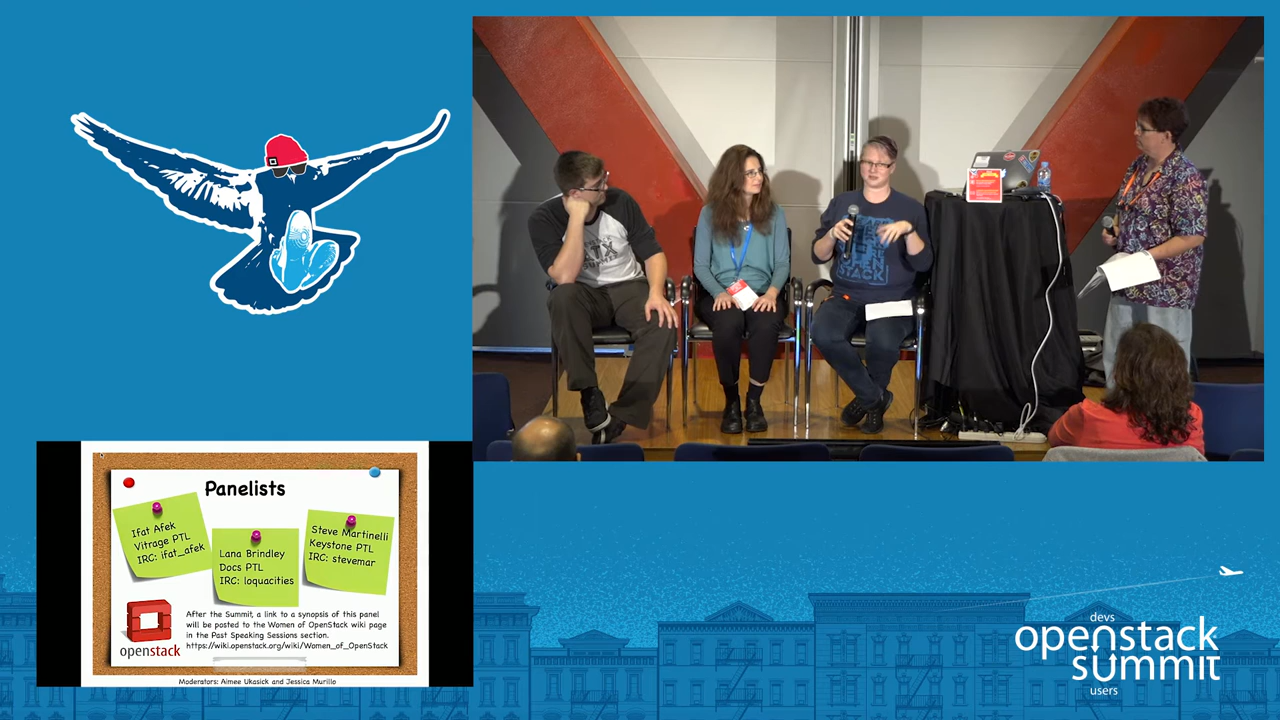 Panelists
Ifat Afek
Vitrage PTL
IRC: ifat_afek
Lana Brindley
Docs PTL
IRC: loquacities
Steve Martinelli
Keystone PTL
IRC: stevemar
After the Summit, a link to a synopsis of this panel
will be posted to the Women of OpenStack wiki page
in the Past Speaking Sessions section.
https://wiki.openstack.org/wiki/Women_of_OpenStack
openstack
Moderators: Aimee Ukasick and Jessica Murillo
STACK
devs
openstack
summit
users